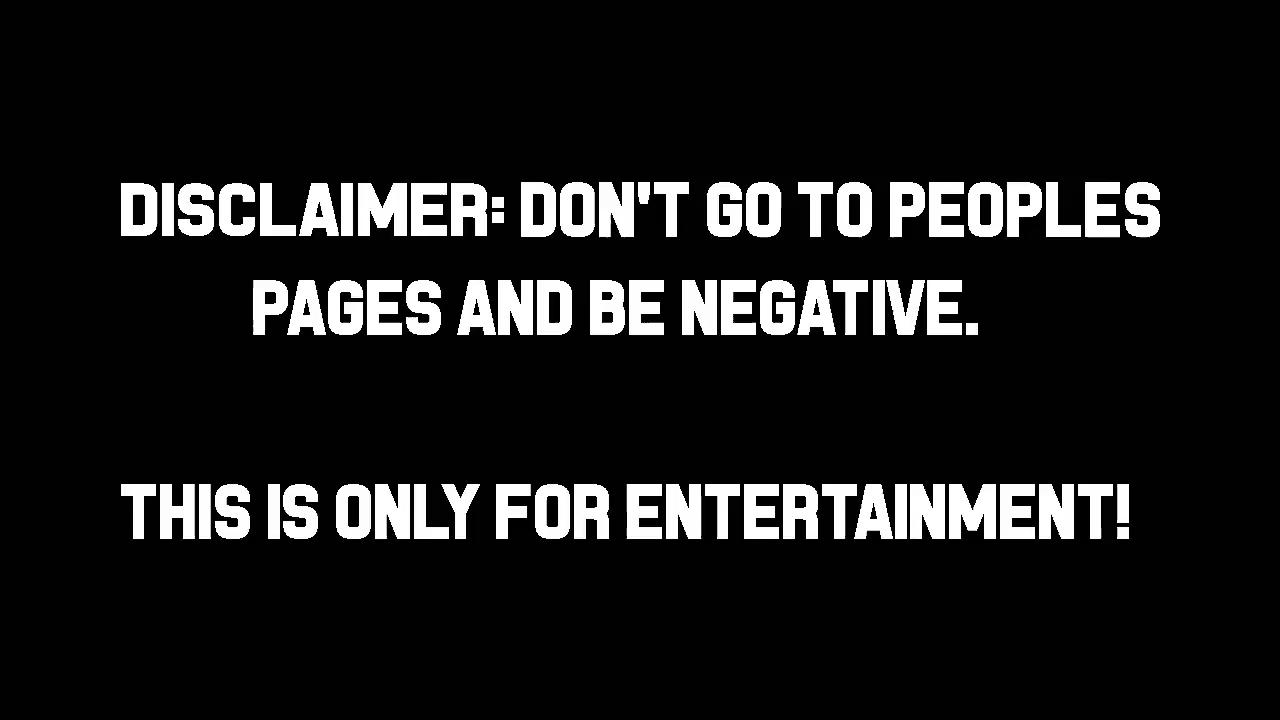 DISCLAIMER: DON'T GO TO PEOPLES
PAGES AND BE NEGATIVE.
THIS IS ONLY FOR ENTERTAINMENT!